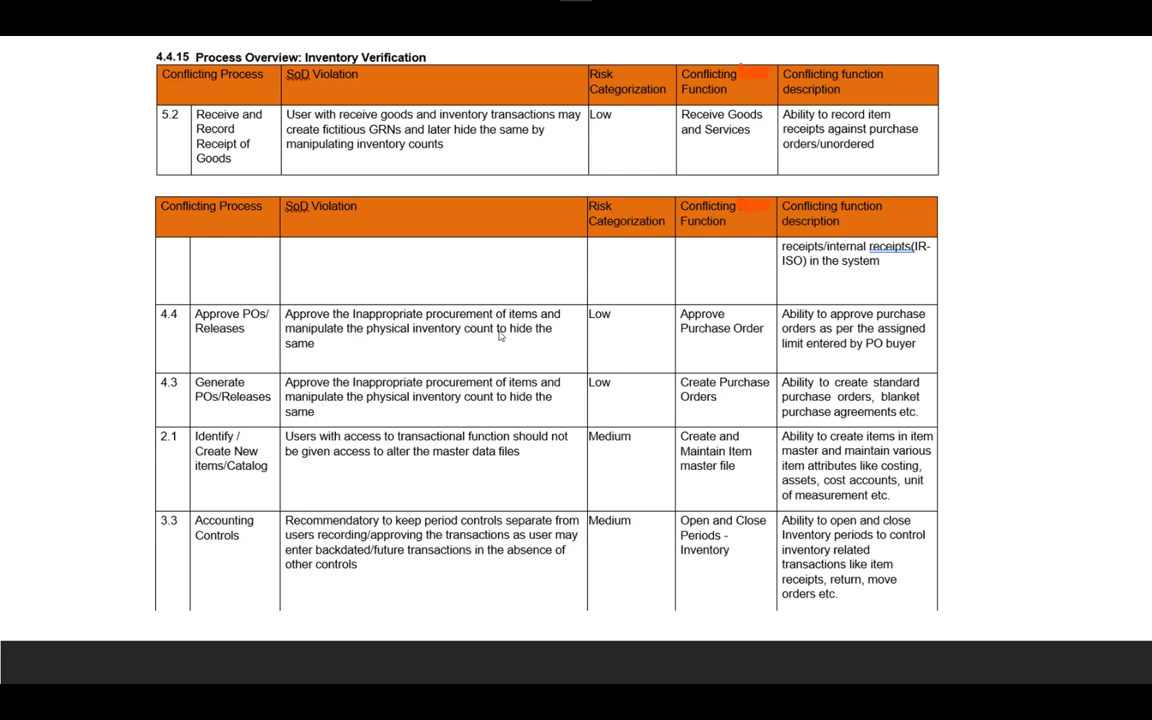 4.4.15 Process Overview: Inventory Verification
Conflicting Process SoD Violation Risk Categorization Conflicting Function Conflicting function description
5.2 Receive and Record Receipt of Goods
User with receive goods and inventory transactions may
create fictitious GRNs and later hide the same by
manipulating inventory counts
Low
Receive Goods
and Services
Ability to record item
receipts against purchase
orders/unordered
Conflicting Process SoD Violation Risk Categorization Conflicting Function Conflicting function description
receipts/internal receipts(IR-
ISO) in the system
4.4 Approve POs/
Releases
Approve the Inappropriate procurement of items and
manipulate the physical inventory count to hide the
same
Low
Approve
Purchase Order
Ability to approve purchase
orders as per the assigned
limit entered by PO buyer
4.3 Generate
POs/Releases
Approve the Inappropriate procurement of items and
manipulate the physical inventory count to hide the
same
Low
Create Purchase
Orders
Ability to create standard
purchase orders, blanket
purchase agreements etc.
2.1 Identify /
Create New
items/Catalog
Users with access to transactional function should not
be given access to alter the master data files
Medium
Create and
Maintain Item
master file
Ability to create items in item
master and maintain various
item attributes like costing,
assets, cost accounts, unit
of measurement etc.
3.3 Accounting
Controls
Recommendatory to keep period controls separate from
users recording/approving the transactions as user may
enter backdated/future transactions in the absence of
other controls
Medium
Open and Close
Periods -
Inventory
Ability to open and close
Inventory periods to control
inventory related
transactions like item
receipts, return, move
orders etc.